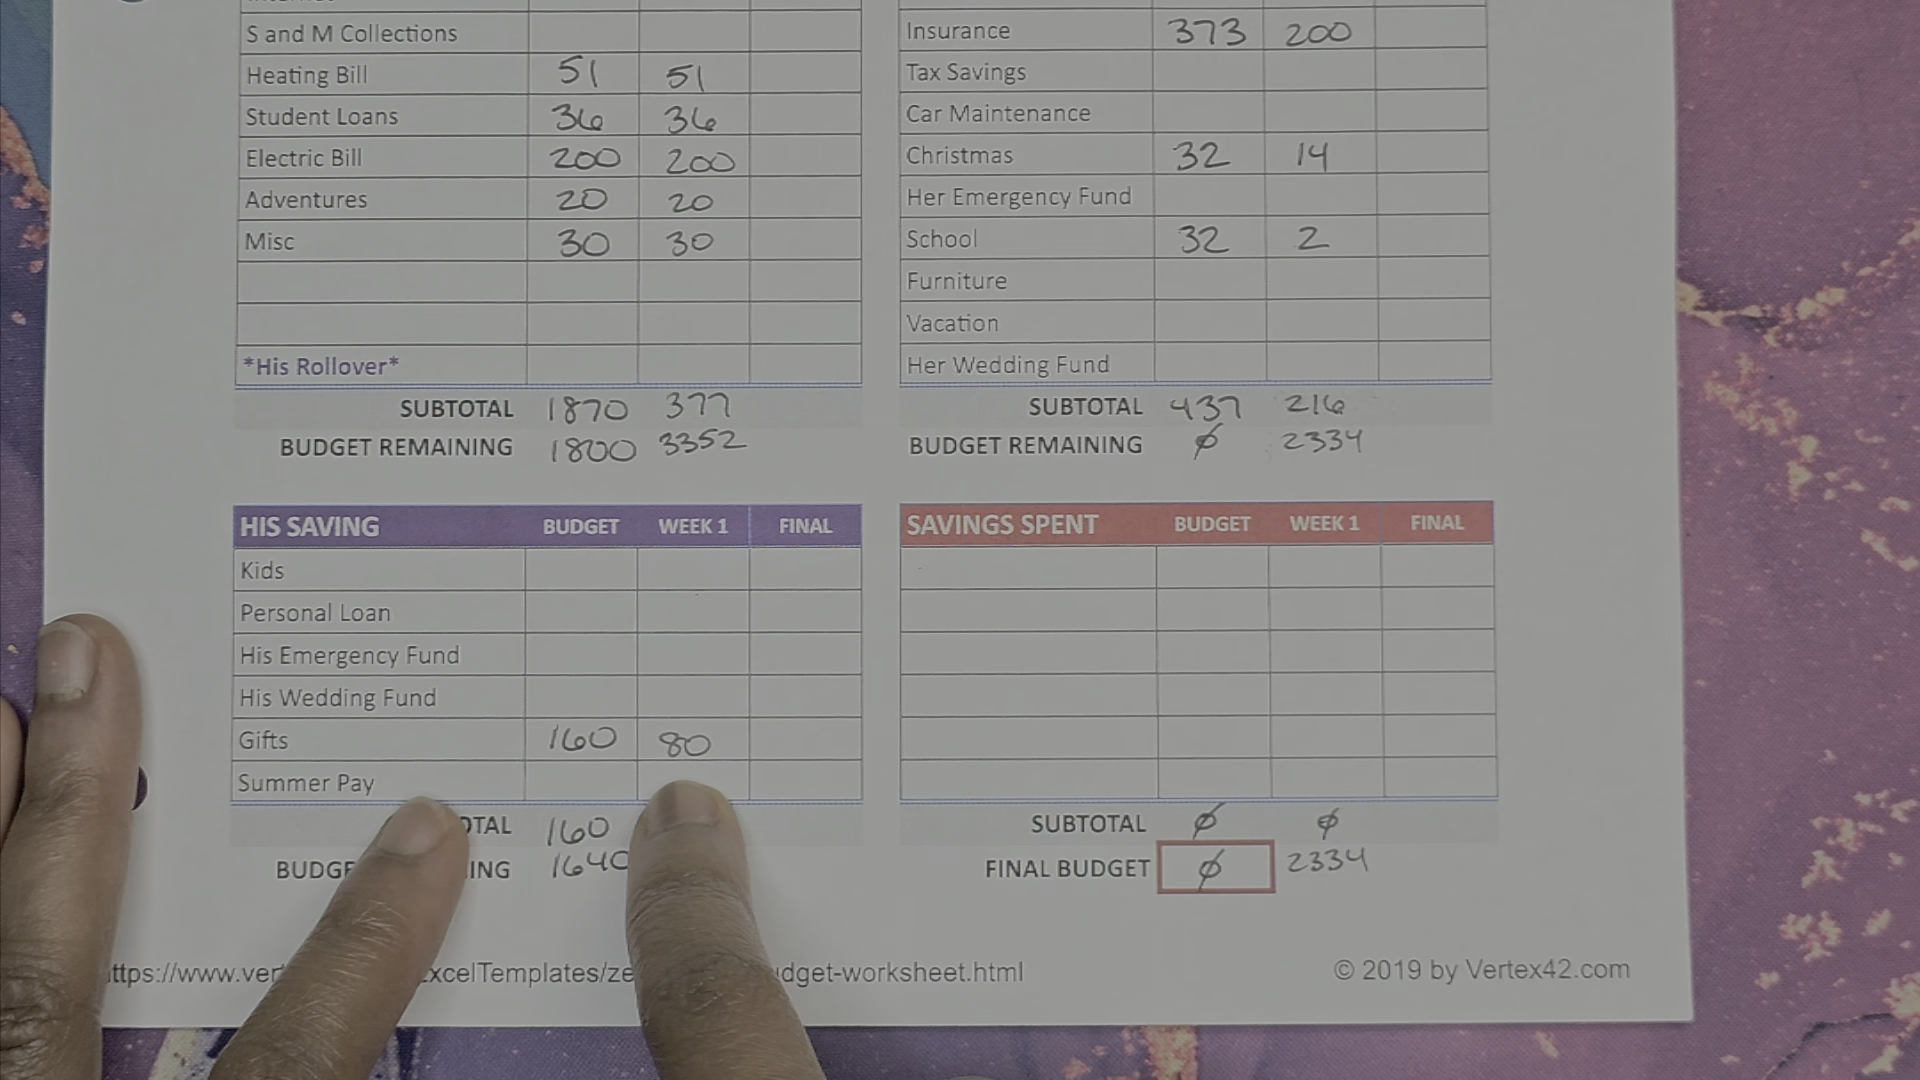 S and M Collections
Heating Bill 51 51
Student Loans 36 36
Electric Bill 200 200
Adventures 20 20
Misc 30 30
*His Rollover*
SUBTOTAL 1870 377
BUDGET REMAINING 1800 3352
Insurance 373 200
Tax Savings
Car Maintenance
Christmas 32 14
Her Emergency Fund
School 32 2
Furniture
Vacation
Her Wedding Fund
SUBTOTAL 437 216
BUDGET REMAINING ∅ 2334
HIS SAVING BUDGET WEEK 1 FINAL
Kids
Personal Loan
His Emergency Fund
His Wedding Fund
Gifts 160 80
Summer Pay
160
1640
SAVINGS SPENT BUDGET WEEK 1 FINAL
SUBTOTAL ∅ ∅
FINAL BUDGET ∅ 2334
© 2019 by Vertex42.com